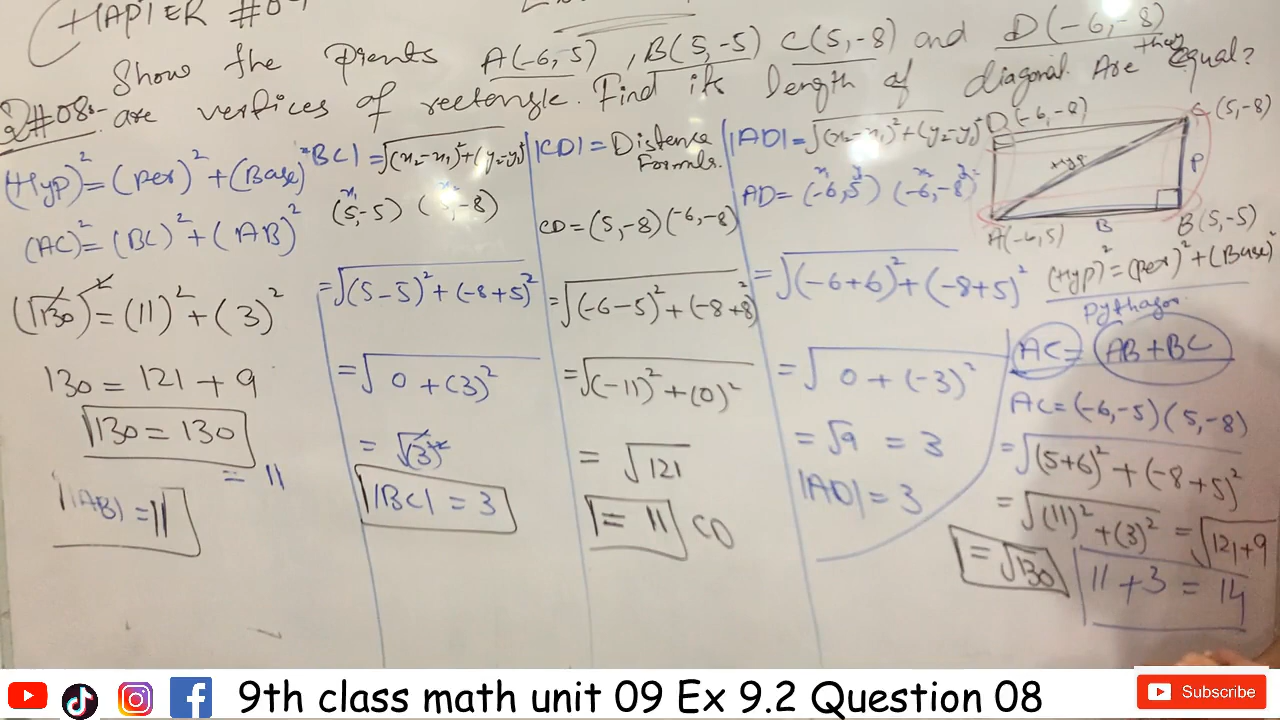 CHAPTER #0
Show the points A(-6,5) , B(5,-5) C(5,-8) and D(-6,-8)
Q#08:- are vertices of rectangle. Find its length of diagonal. Are they equal?
(Hyp)² = (Per)² + (Base)²
(AC)² = (BC)² + (AB)²
(√130)² = (11)² + (3)²
130 = 121 + 9
130 = 130
= 11
|AB| = 11
BC| = √(x₂-x₁)²+(y₂-y₁)²
x₁ x₂
(5,-5) ( ,-8)
= √(5-5)²+(-8+5)²
= √0+(3)²
= √(3)²
|BC| = 3
|CD| = Distence
Formula.
CD = (5,-8)(-6,-8)
= √(-6-5)²+(-8+8)²
= √(-11)²+(0)²
= √121
= 11 CD
|AD| = √(x₂-x₁)²+(y₂-y₁)²
AD = (-6,5) (-6,-8)
= √(-6+6)²+(-8+5)²
= √0+(-3)²
= √9 = 3
|AD| = 3
D(-6,-8)
C(5,-8)
Hyp
P
A(-6,5)
B
B(5,-5)
(Hyp)² = (Per)² + (Base)²
Pythagor
AC = AB+BC
AC = (-6,-5)(5,-8)
= √(5+6)²+(-8+5)²
= √(11)²+(3)² = √121+9
= √130
11+3 = 14
9th class math unit 09 Ex 9.2 Question 08
Subscribe